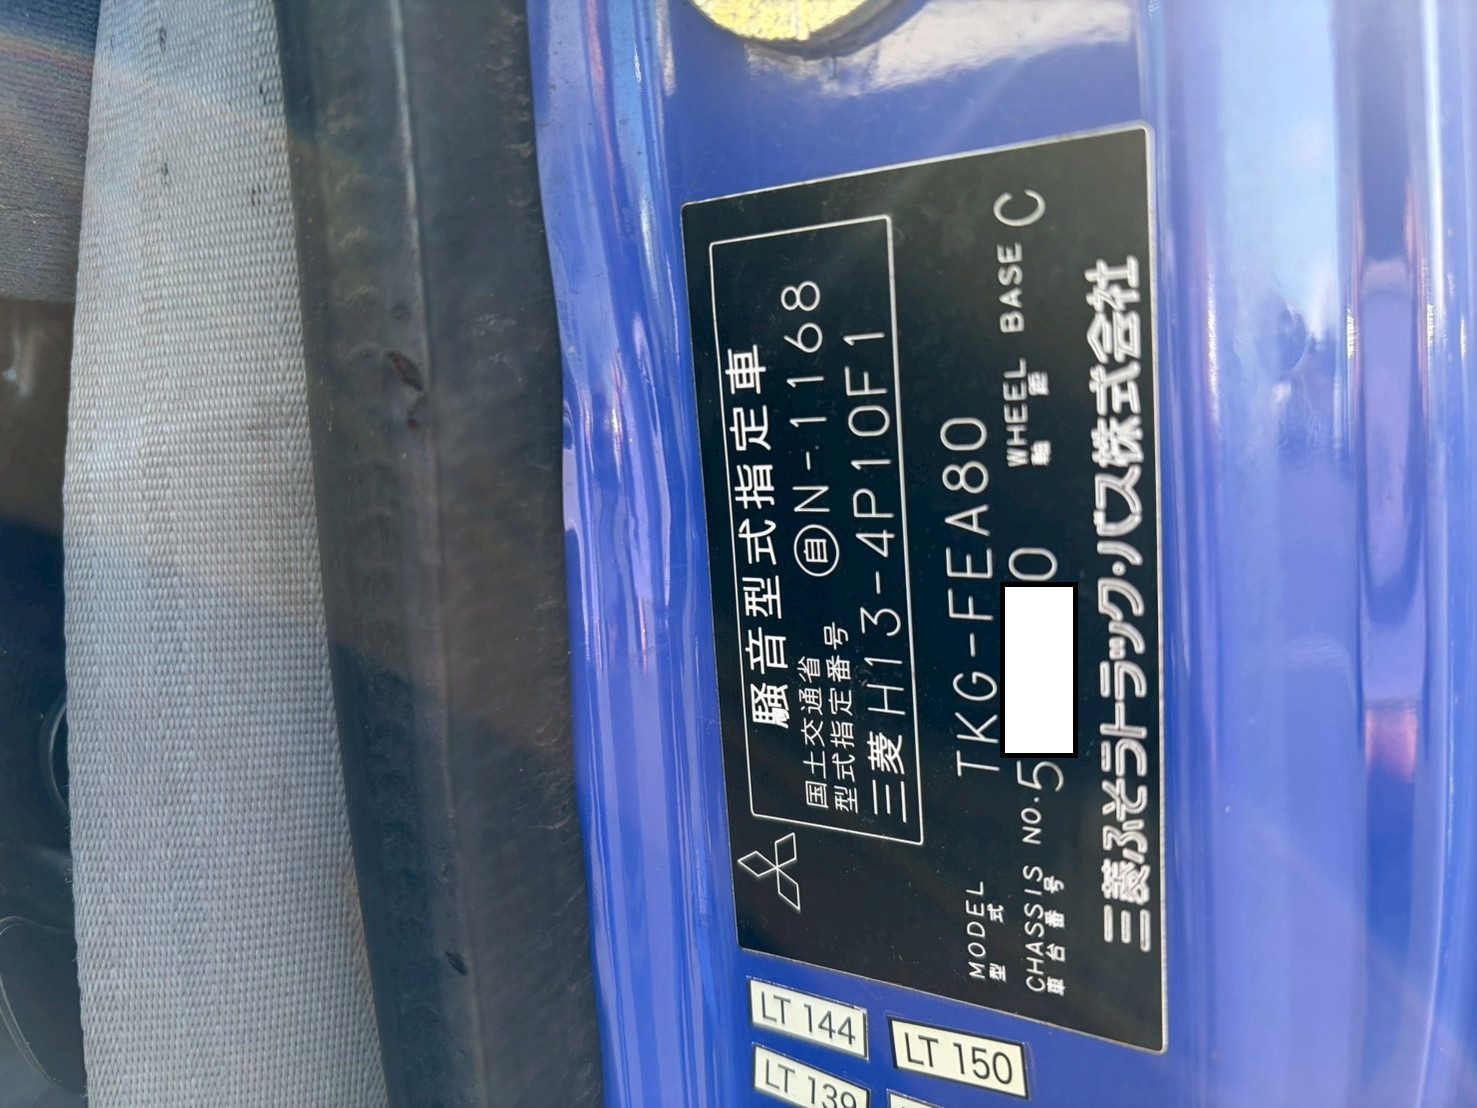 騒音型式指定車
国土交通省
型式指定番号
自 N-1168
三菱 H13-4P10F1
MODEL TKG-FEA80
型式
CHASSIS NO. 5 0 WHEEL BASE C
車台番号 軸距
三菱ふそうトラック・バス株式会社
LT 144
LT 150
LT 139